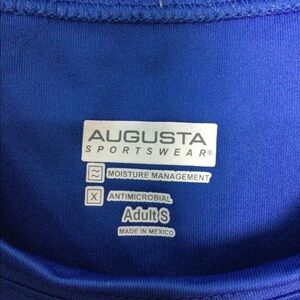 AUGUSTA
SPORTSWEAR®
MOISTURE MANAGEMENT
X ANTIMICROBIAL
Adult S
MADE IN MEXICO